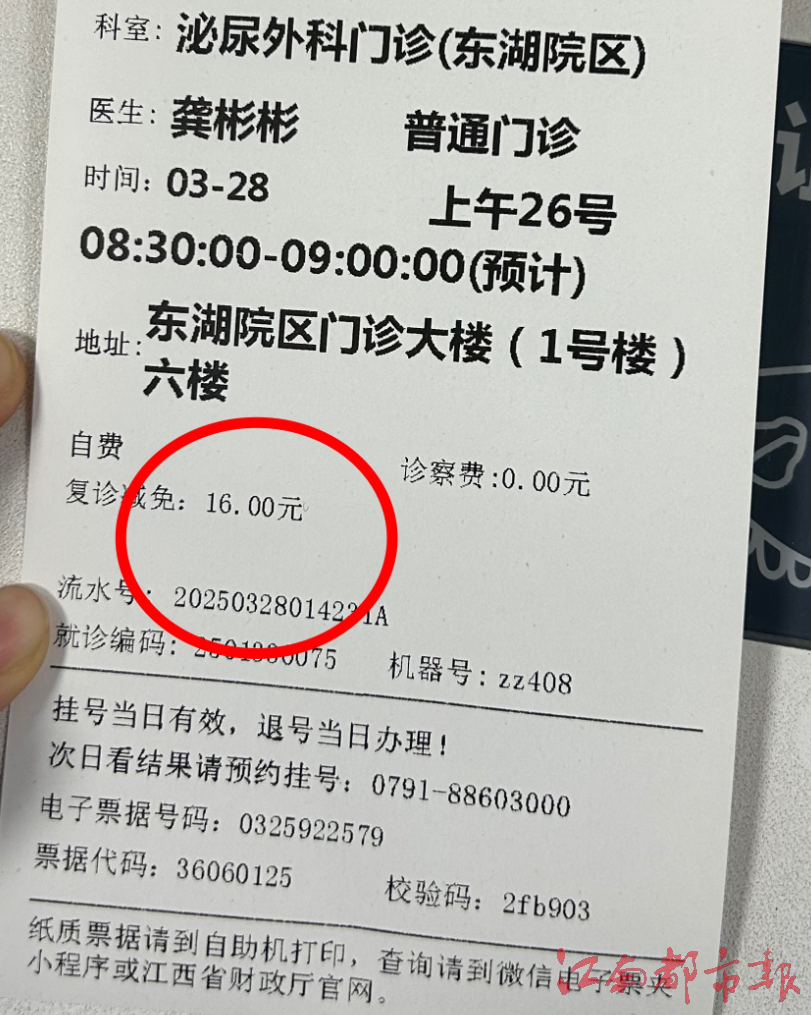 科室: 泌尿外科门诊(东湖院区)
医生: 龚彬彬 普通门诊
时间: 03-28 上午26号
08:30:00-09:00:00(预计)
地址: 东湖院区门诊大楼（1号楼）
六楼
自费 诊察费:0.00元
复诊减免: 16.00元
流水号: 20250328014231A
就诊编码: 机器号: zz408
挂号当日有效, 退号当日办理!
次日看结果请预约挂号: 0791-88603000
电子票据号码: 0325922579
票据代码: 36060125 校验码: 2fb903
纸质票据请到自助机打印, 查询请到微信电子票夹
小程序或江西省财政厅官网。
江南都市报